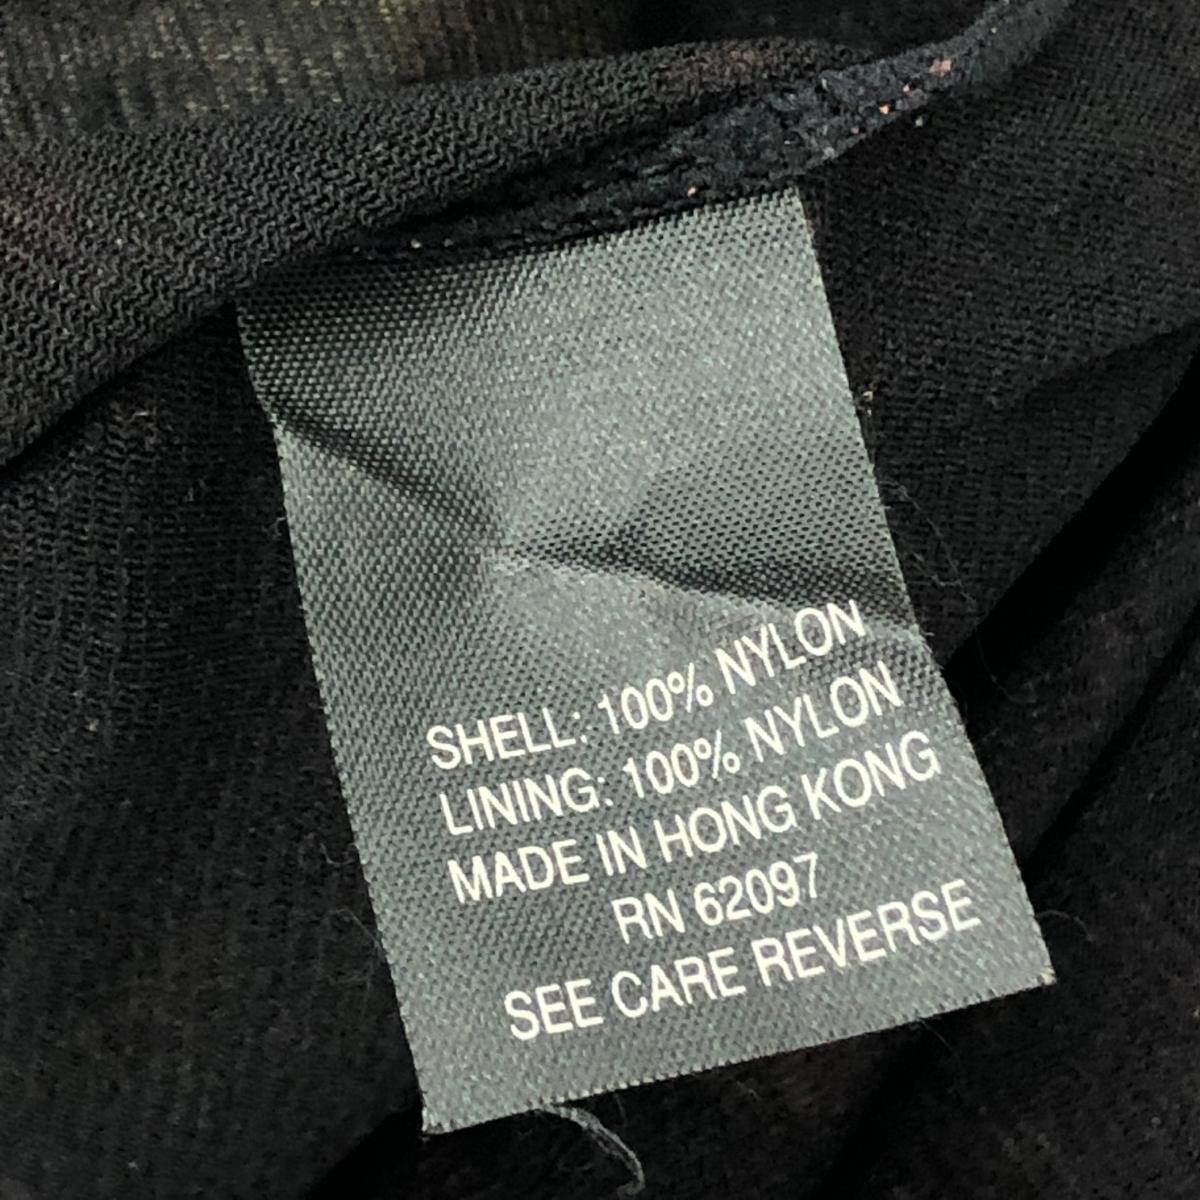 SHELL: 100% NYLON
LINING: 100% NYLON
MADE IN HONG KONG
RN 62097
SEE CARE REVERSE